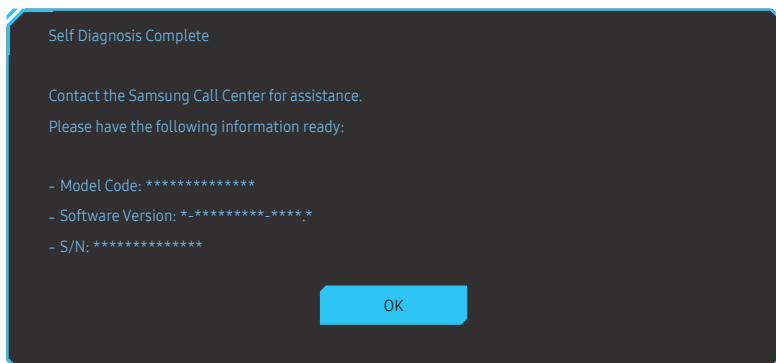 Self Diagnosis Complete
Contact the Samsung Call Center for assistance.
Please have the following information ready:
- Model Code: **************
- Software Version: *-*********-****.*
- S/N: **************
OK